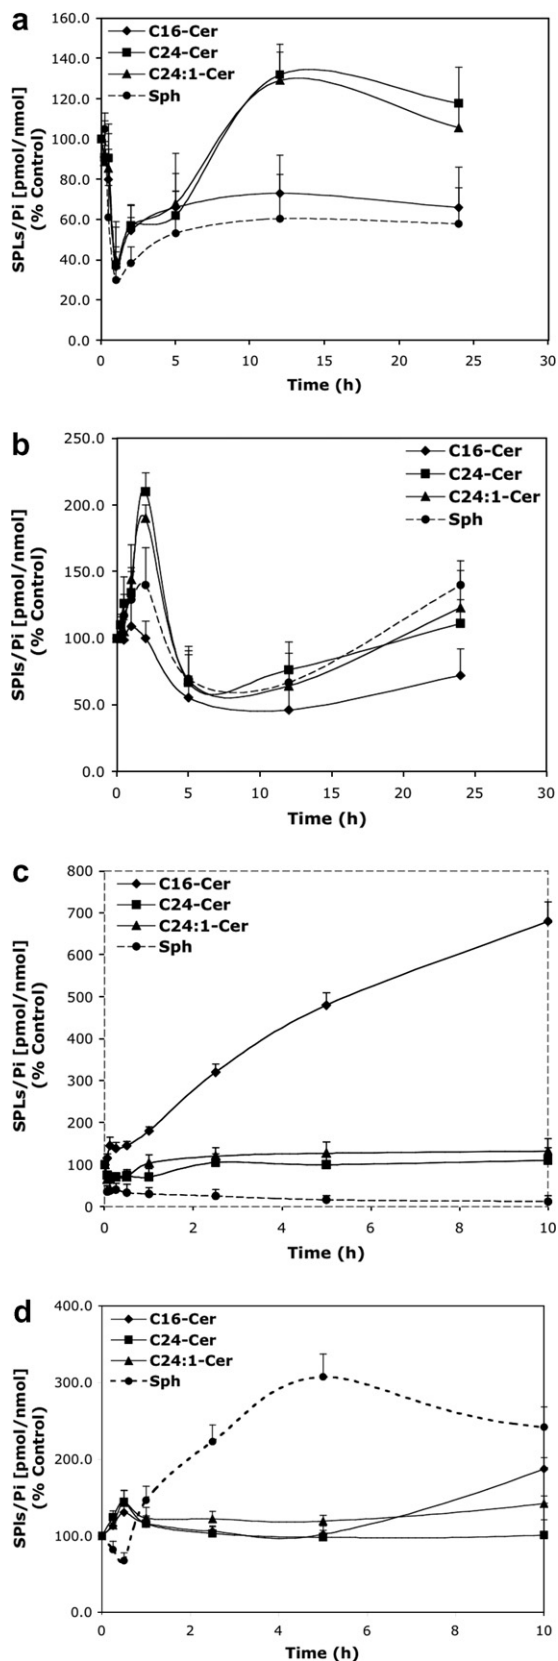 a
SPLs/Pi [pmol/nmol]
(% Control)
160.0
140.0
120.0
100.0
80.0
60.0
40.0
20.0
0.0
C16-Cer
C24-Cer
C24:1-Cer
Sph
0 5 10 15 20 25 30
Time (h)
b
SPIs/Pi [pmol/nmol]
(% Control)
250.0
200.0
150.0
100.0
50.0
0.0
C16-Cer
C24-Cer
C24:1-Cer
Sph
0 5 10 15 20 25 30
Time (h)
c
SPLs/Pi [pmol/nmol]
(% Control)
800
700
600
500
400
300
200
100
0
C16-Cer
C24-Cer
C24:1-Cer
Sph
0 2 4 6 8 10
Time (h)
d
SPIs/Pi [pmol/nmol]
(% Control)
400.0
300.0
200.0
100.0
0.0
C16-Cer
C24-Cer
C24:1-Cer
Sph
0 2 4 6 8 10
Time (h)